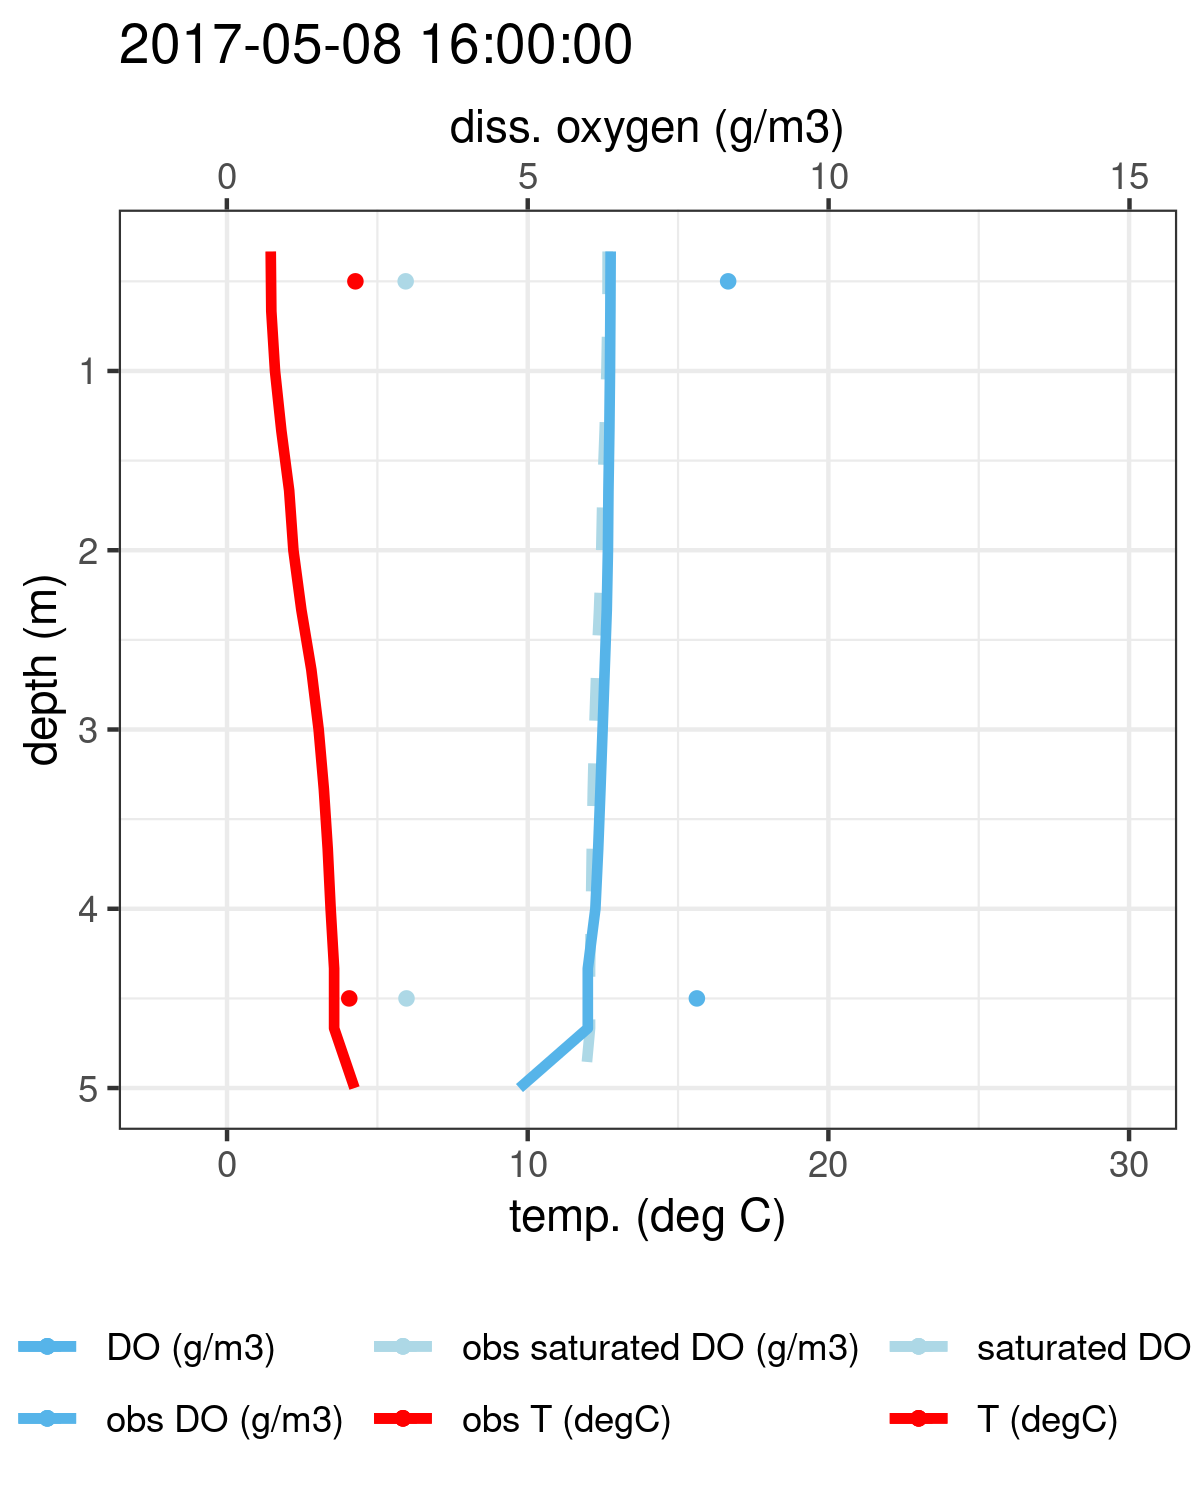 2017-05-08 16:00:00
diss. oxygen (g/m3)
0 5 10 15
depth (m)
1
2
3
4
5
0 10 20 30
temp. (deg C)
DO (g/m3) obs saturated DO (g/m3) saturated DO
obs DO (g/m3) obs T (degC) T (degC)